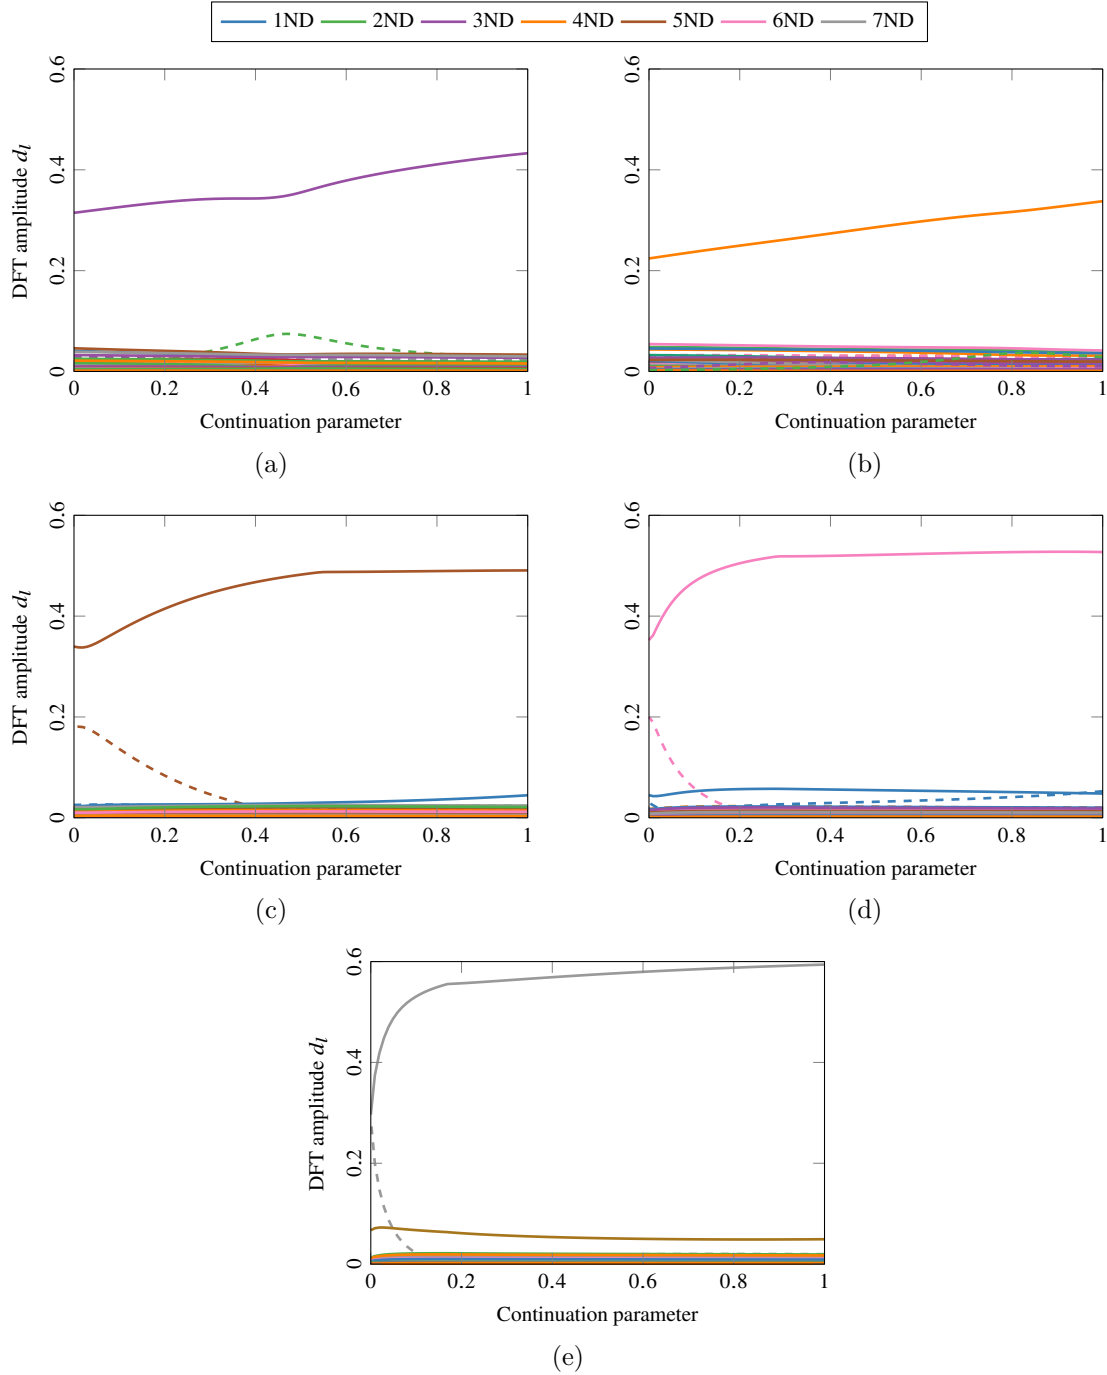 1ND 2ND 3ND 4ND 5ND 6ND 7ND
0.6
0.4
0.2
0
DFT amplitude d_l
0 0.2 0.4 0.6 0.8 1
Continuation parameter
(a)
0.6
0.4
0.2
0
0 0.2 0.4 0.6 0.8 1
Continuation parameter
(b)
0.6
0.4
0.2
0
DFT amplitude d_l
0 0.2 0.4 0.6 0.8 1
Continuation parameter
(c)
0.6
0.4
0.2
0
0 0.2 0.4 0.6 0.8 1
Continuation parameter
(d)
0.6
0.4
0.2
0
DFT amplitude d_l
0 0.2 0.4 0.6 0.8 1
Continuation parameter
(e)